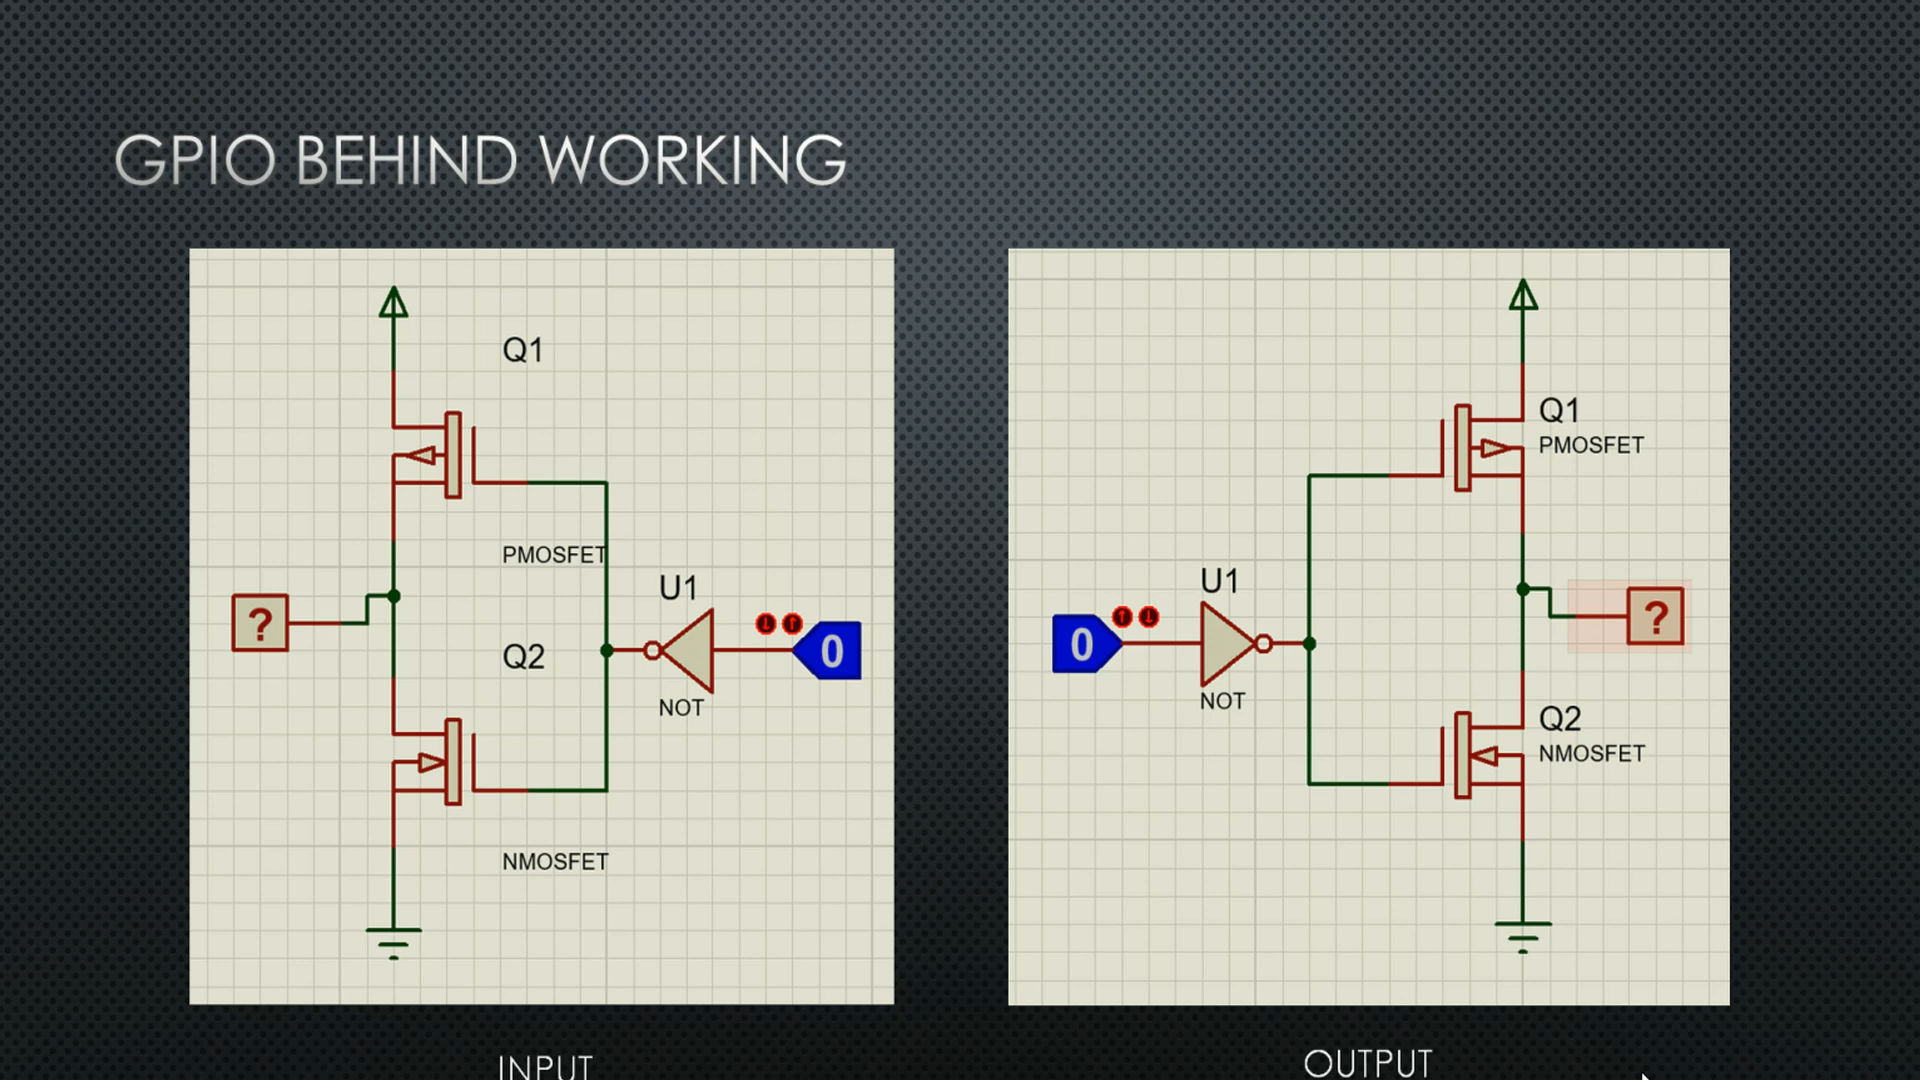 GPIO BEHIND WORKING
Q1
PMOSFET
U1
?
0
Q2
NOT
NMOSFET
INPUT
Q1
PMOSFET
U1
0
?
NOT
Q2
NMOSFET
OUTPUT